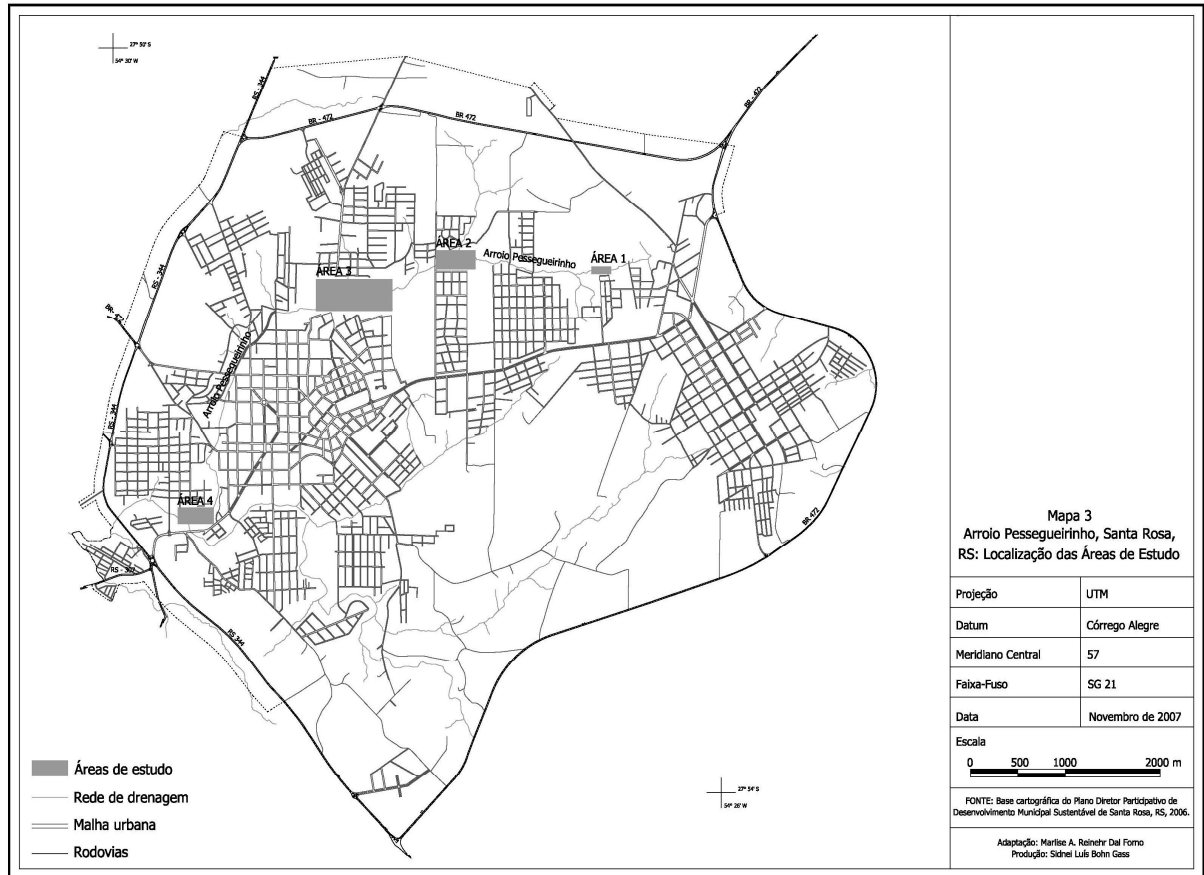 27° 50' S
54° 30' W
RS - 344
BR - 472
BR 472
BR - 472
RS - 344
ÁREA 2
Arroio Pessegueirinho
ÁREA 1
ÁREA 3
BR - 472
Arroio Pessegueirinho
RS - 344
ÁREA 4
BR 472
RS - 307
RS 344
27° 54' S
54° 26' W
Áreas de estudo
Rede de drenagem
Malha urbana
Rodovias
Mapa 3
Arroio Pessegueirinho, Santa Rosa,
RS: Localização das Áreas de Estudo
Projeção UTM
Datum Córrego Alegre
Meridiano Central 57
Faixa-Fuso SG 21
Data Novembro de 2007
Escala
0 500 1000 2000 m
FONTE: Base cartográfica do Plano Diretor Participativo de
Desenvolvimento Municipal Sustentável de Santa Rosa, RS, 2006.
Adaptação: Marlise A. Reinehr Dal Forno
Produção: Sidnei Luís Bohn Gass